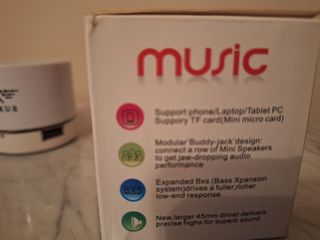 music
Support phone/Laptop/Tablet PC
Suppory TF card(Mini micro card)
Modular'Buddy-jack'design:
connect a row of Mini Speakers
to get jaw-dropping audio
performance
BXS
Expanded Bxs (Bass Xpansion
system)drives a fuller,richer
low-end response
New,larger 45mm driver delivers
precise highs for superb sound